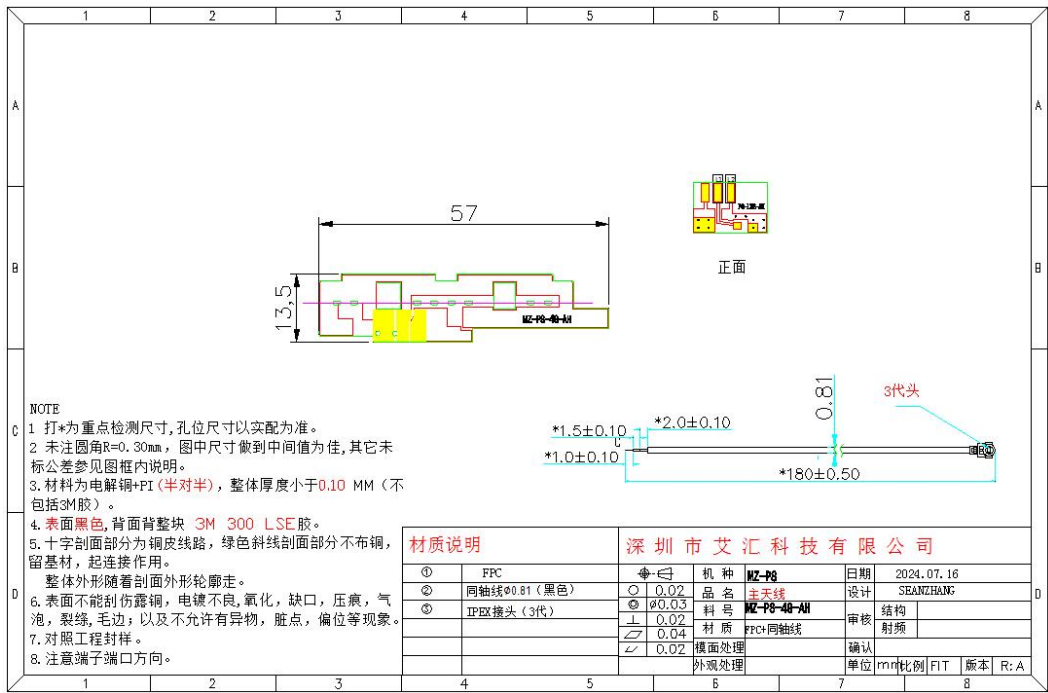 1 2 3 4 5 6 7 8
A A
B B
C C
D D
57
13,5
MZ-P8-4G-AH
L1 L2
正面
0.81
3代头
*1.5±0.10
*2.0±0.10
*1.0±0.10
*180±0.50
NOTE
1 打*为重点检测尺寸,孔位尺寸以实配为准。
2 未注圆角R=0.30mm，图中尺寸做到中间值为佳,其它未
标公差参见图框内说明。
3.材料为电解铜+PI(半对半)，整体厚度小于0.10 MM（不
包括3M胶）。
4.表面黑色,背面背整块 3M 300 LSE胶。
5.十字剖面部分为铜皮线路，绿色斜线剖面部分不布铜，
留基材，起连接作用。
整体外形随着剖面外形轮廓走。
6.表面不能刮伤露铜，电镀不良,氧化，缺口，压痕，气
泡，裂缘,毛边；以及不允许有异物，脏点，偏位等现象。
7.对照工程封样。
8.注意端子端口方向。
材质说明
① FPC
② 同轴线Ø0.81（黑色）
③ IPEX接头（3代）
深圳市艾汇科技有限公司
机种 MZ-P8 日期 2024.07.16
0.02 品名 主天线 设计 SEANZHANG
Ø0.03 料号 MZ-P8-4G-AH 审核 结构
0.02 材质 FPC+同轴线 射频
0.04 模面处理 确认
0.02 外观处理 单位 mm 比例 FIT 版本 R:A
1 2 3 4 5 6 7 8